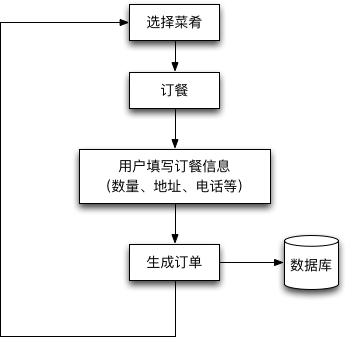 选择菜肴
订餐
用户填写订餐信息
（数量、地址、电话等）
生成订单
数据库